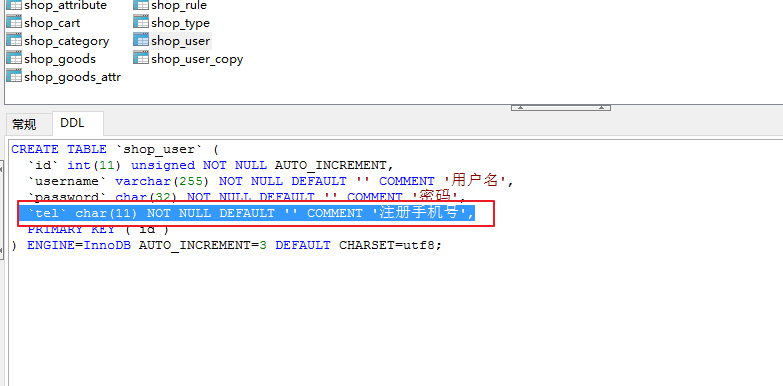 shop_attribute shop_rule
shop_cart shop_type
shop_category shop_user
shop_goods shop_user_copy
shop_goods_attr
常规 DDL
CREATE TABLE `shop_user` (
`id` int(11) unsigned NOT NULL AUTO_INCREMENT,
`username` varchar(255) NOT NULL DEFAULT '' COMMENT '用户名',
`password` char(32) NOT NULL DEFAULT '' COMMENT '密码',
`tel` char(11) NOT NULL DEFAULT '' COMMENT '注册手机号',
PRIMARY KEY (`id`)
) ENGINE=InnoDB AUTO_INCREMENT=3 DEFAULT CHARSET=utf8;